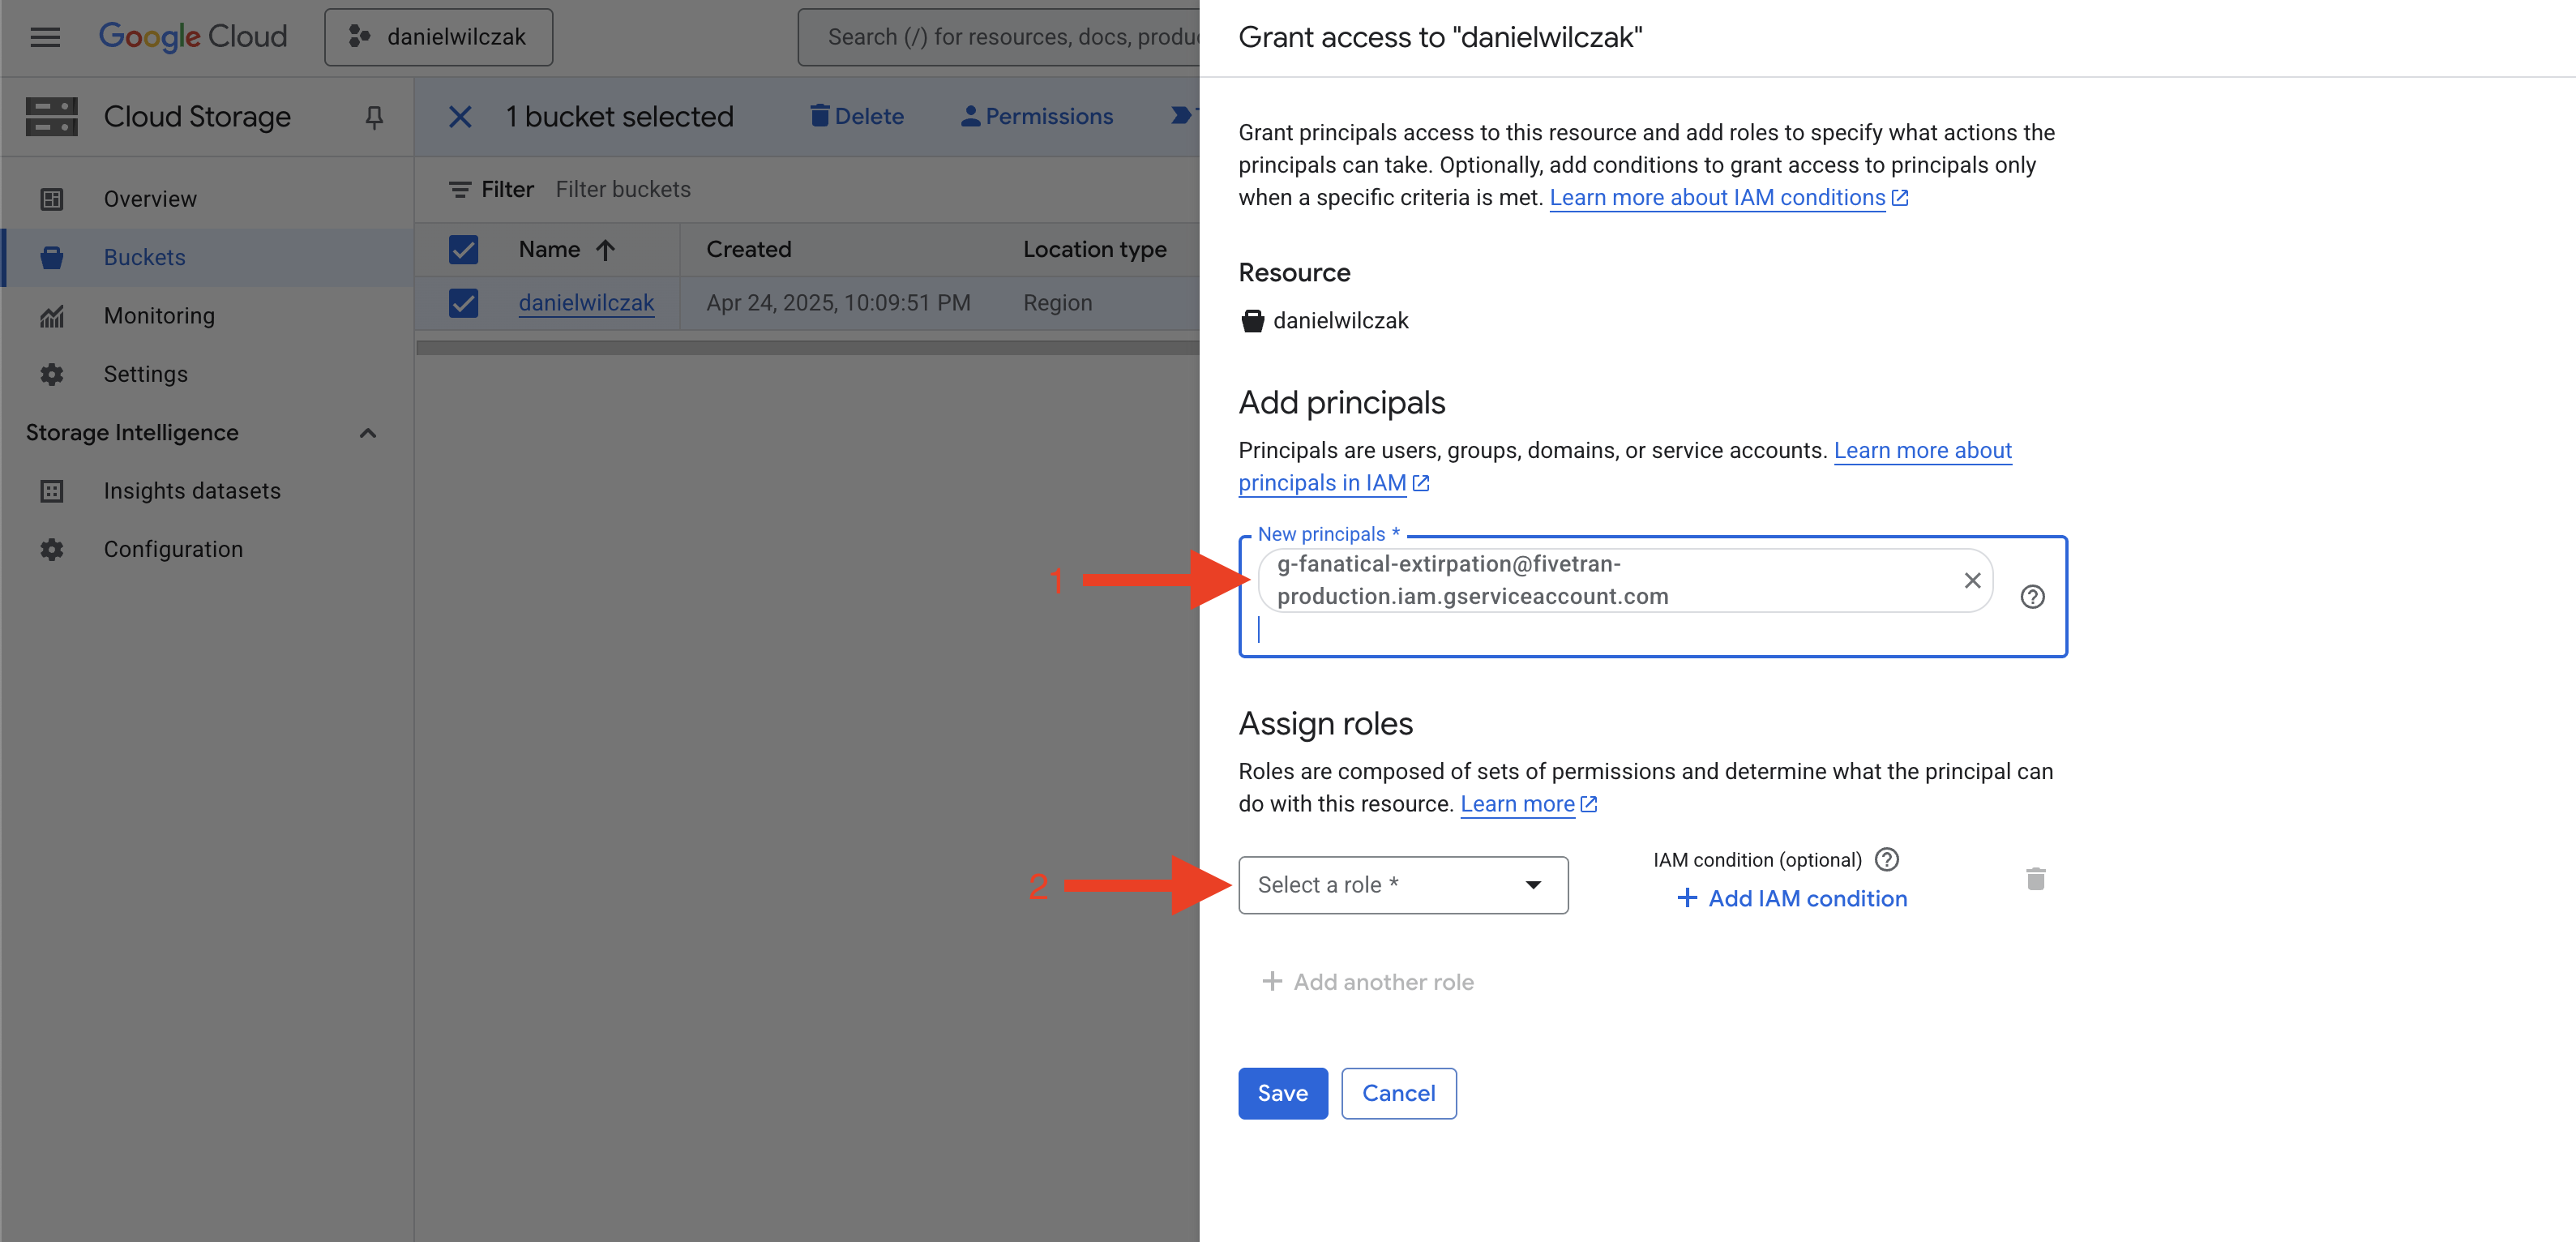 Google Cloud
danielwilczak
Search (/) for resources, docs, produ
Cloud Storage
1 bucket selected
Delete
Permissions
Overview
Buckets
Monitoring
Settings
Storage Intelligence
Insights datasets
Configuration
Filter Filter buckets
Name Created Location type
danielwilczak Apr 24, 2025, 10:09:51 PM Region
Grant access to "danielwilczak"
Grant principals access to this resource and add roles to specify what actions the
principals can take. Optionally, add conditions to grant access to principals only
when a specific criteria is met. Learn more about IAM conditions
Resource
danielwilczak
Add principals
Principals are users, groups, domains, or service accounts. Learn more about
principals in IAM
New principals *
1
g-fanatical-extirpation@fivetran-
production.iam.gserviceaccount.com
Assign roles
Roles are composed of sets of permissions and determine what the principal can
do with this resource. Learn more
2
Select a role *
IAM condition (optional)
+ Add IAM condition
+ Add another role
Save
Cancel